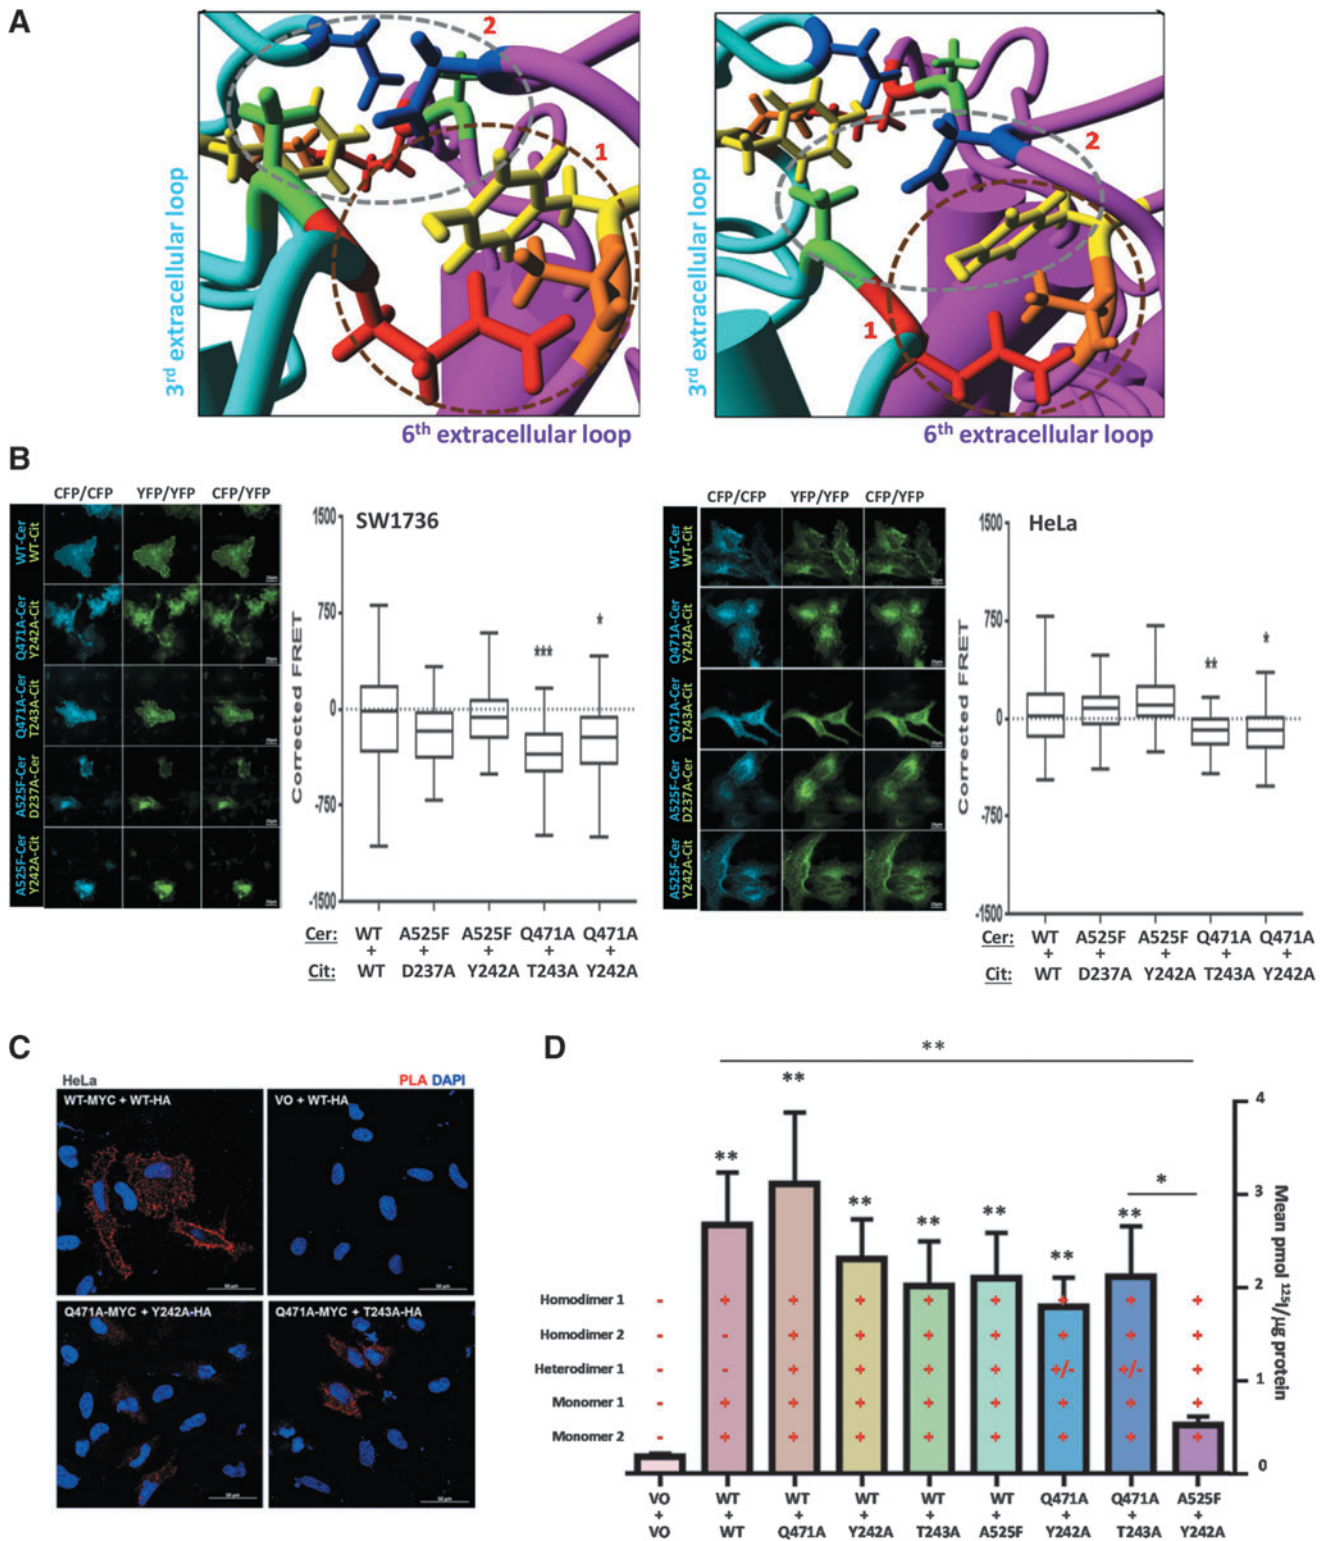 A
3rd extracellular loop
2
1
6th extracellular loop
3rd extracellular loop
2
1
6th extracellular loop
B
CFP/CFP YFP/YFP CFP/YFP
WT-Cer
WT-Cit
Q471A-Cer
Y242A-Cit
Q471A-Cer
T243A-Cit
A525F-Cer
D237A-Cer
A525F-Cer
Y242A-Cit
SW1736
Corrected FRET
1500
750
0
-750
-1500
***
*
Cer: WT A525F A525F Q471A Q471A
+ + + + +
Cit: WT D237A Y242A T243A Y242A
CFP/CFP YFP/YFP CFP/YFP
WT-Cer
WT-Cit
Q471A-Cer
Y242A-Cit
Q471A-Cer
T243A-Cit
A525F-Cer
D237A-Cer
A525F-Cer
Y242A-Cit
HeLa
Corrected FRET
1500
750
0
-750
-1500
**
*
Cer: WT A525F A525F Q471A Q471A
+ + + + +
Cit: WT D237A Y242A T243A Y242A
C
HeLa PLA DAPI
WT-MYC + WT-HA
VO + WT-HA
Q471A-MYC + Y242A-HA
Q471A-MYC + T243A-HA
D
**
** ** ** ** ** ** **
*
Mean pmol 125I/µg protein
4
3
2
1
0
Homodimer 1 - + + + + + + + +
Homodimer 2 - - + + + + + + +
Heterodimer 1 - - + + + + +/- +/- +
Monomer 1 - + + + + + + + +
Monomer 2 - + + + + + + + +
VO WT WT WT WT WT Q471A Q471A A525F
+ + + + + + + + +
VO WT Q471A Y242A T243A A525F Y242A T243A Y242A